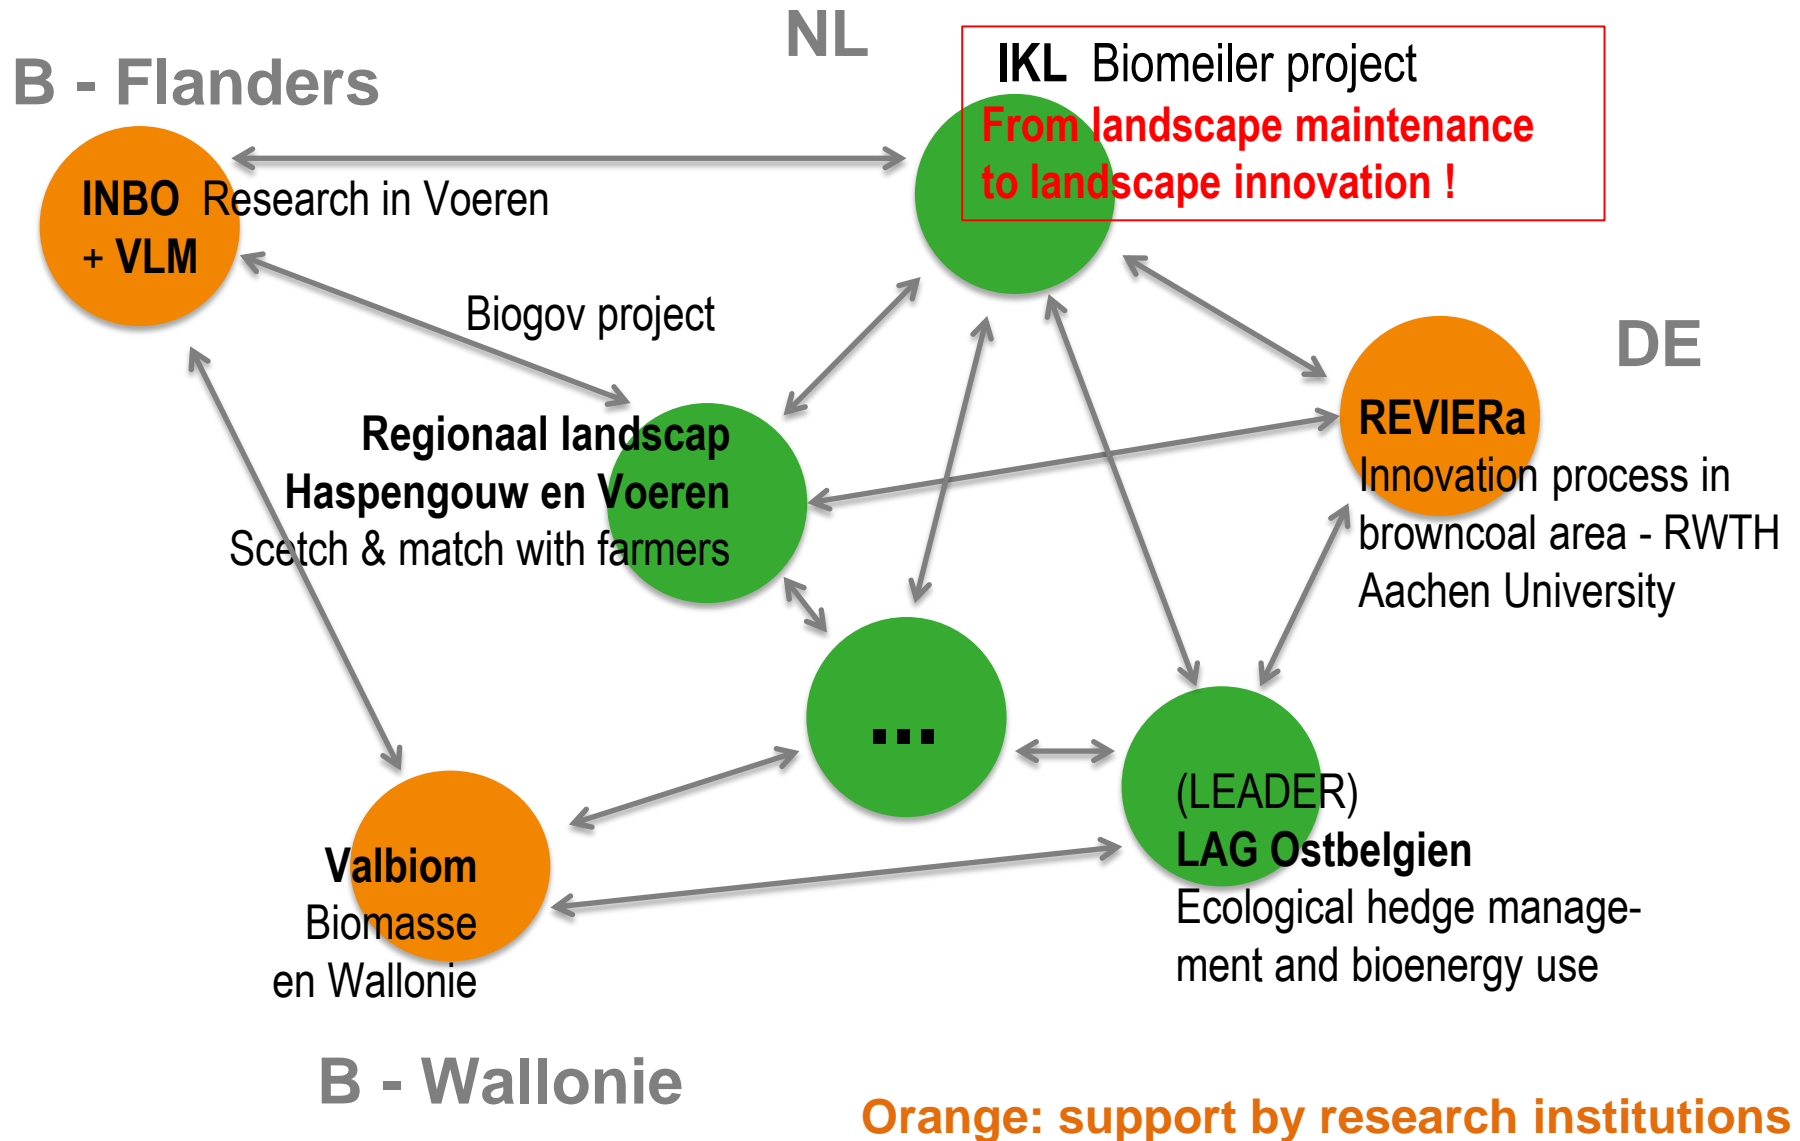 NL
B - Flanders
IKL Biomeiler project
From landscape maintenance
to landscape innovation !
INBO Research in Voeren
+ VLM
Biogov project
DE
Regionaal landscap
Haspengouw en Voeren
Scetch & match with farmers
REVIERa
Innovation process in
browncoal area - RWTH
Aachen University
...
(LEADER)
LAG Ostbelgien
Ecological hedge manage-
ment and bioenergy use
Valbiom
Biomasse
en Wallonie
B - Wallonie
Orange: support by research institutions